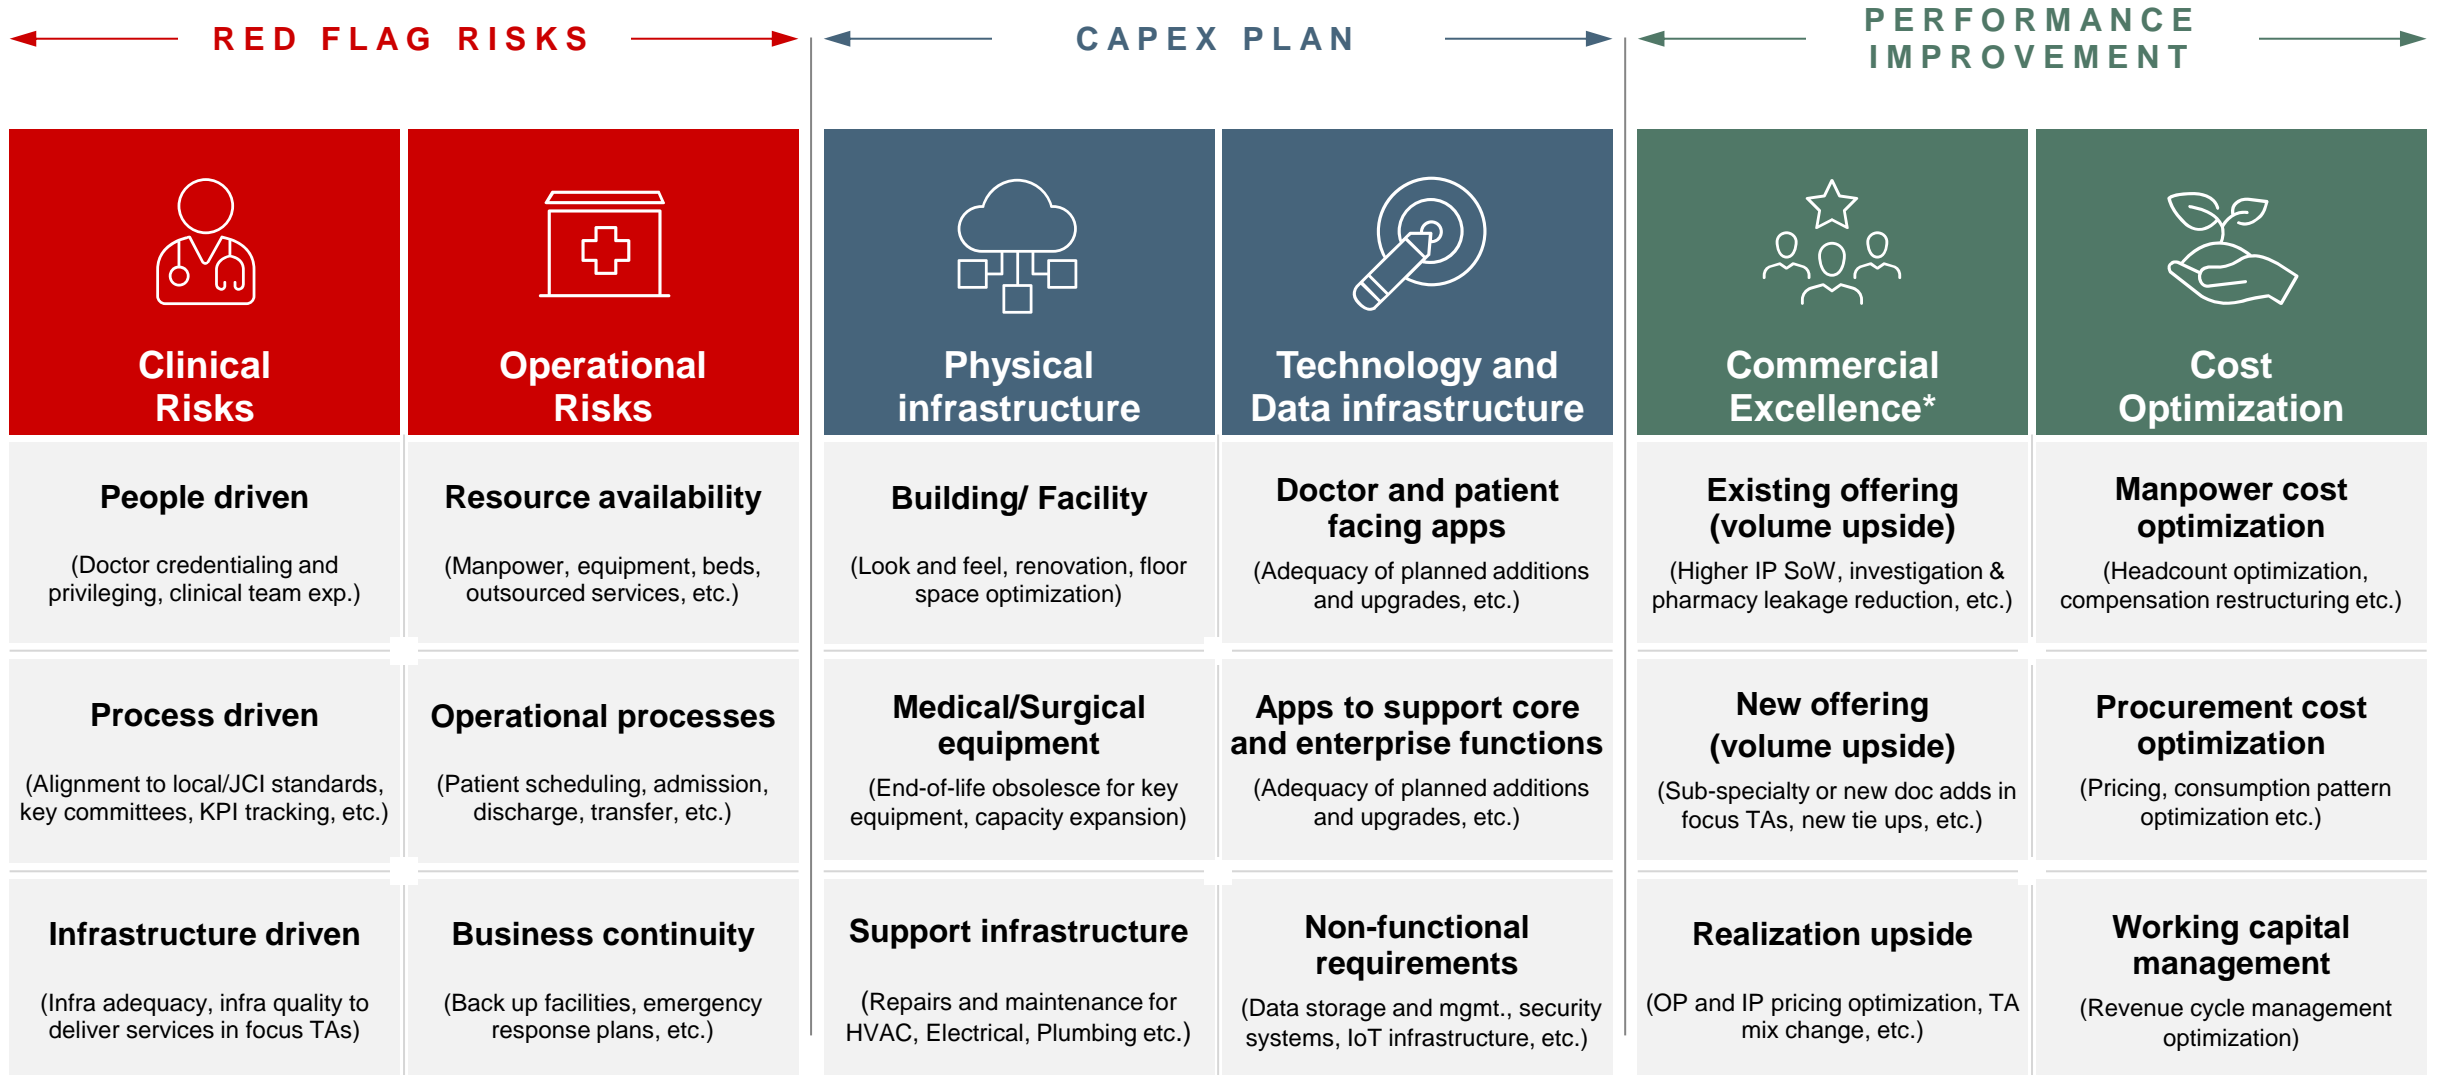 RED FLAG RISKS
CAPEX PLAN
PERFORMANCE
IMPROVEMENT
Clinical
Risks
Operational
Risks
Physical
infrastructure
Technology and
Data infrastructure
Commercial
Excellence*
Cost
Optimization
People driven
(Doctor credentialing and
privileging, clinical team exp.)
Resource availability
(Manpower, equipment, beds,
outsourced services, etc.)
Building/ Facility
(Look and feel, renovation, floor
space optimization)
Doctor and patient
facing apps
(Adequacy of planned additions
and upgrades, etc.)
Existing offering
(volume upside)
(Higher IP SoW, investigation &
pharmacy leakage reduction, etc.)
Manpower cost
optimization
(Headcount optimization,
compensation restructuring etc.)
Process driven
(Alignment to local/JCI standards,
key committees, KPI tracking, etc.)
Operational processes
(Patient scheduling, admission,
discharge, transfer, etc.)
Medical/Surgical
equipment
(End-of-life obsolesce for key
equipment, capacity expansion)
Apps to support core
and enterprise functions
(Adequacy of planned additions
and upgrades, etc.)
New offering
(volume upside)
(Sub-specialty or new doc adds in
focus TAs, new tie ups, etc.)
Procurement cost
optimization
(Pricing, consumption pattern
optimization etc.)
Infrastructure driven
(Infra adequacy, infra quality to
deliver services in focus TAs)
Business continuity
(Back up facilities, emergency
response plans, etc.)
Support infrastructure
(Repairs and maintenance for
HVAC, Electrical, Plumbing etc.)
Non-functional
requirements
(Data storage and mgmt., security
systems, IoT infrastructure, etc.)
Realization upside
(OP and IP pricing optimization, TA
mix change, etc.)
Working capital
management
(Revenue cycle management
optimization)